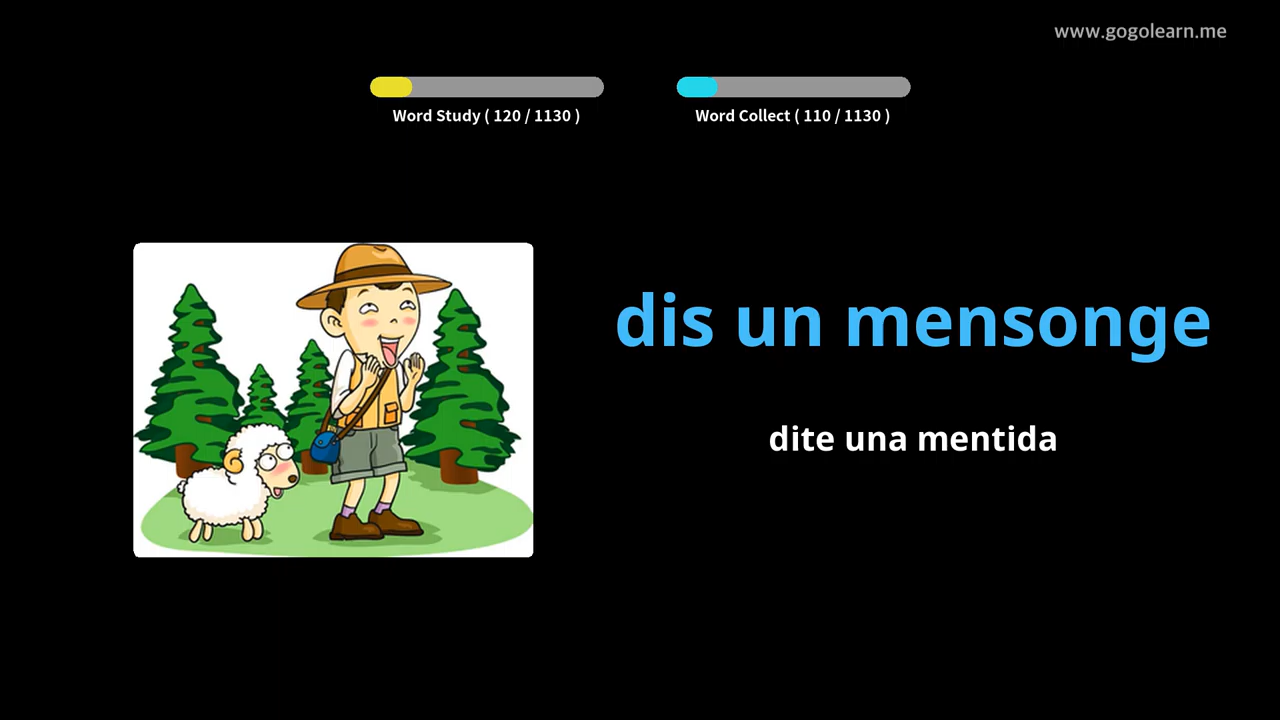 www.gogolearn.me
Word Study ( 120 / 1130 )
Word Collect ( 110 / 1130 )
dis un mensonge
dite una mentida